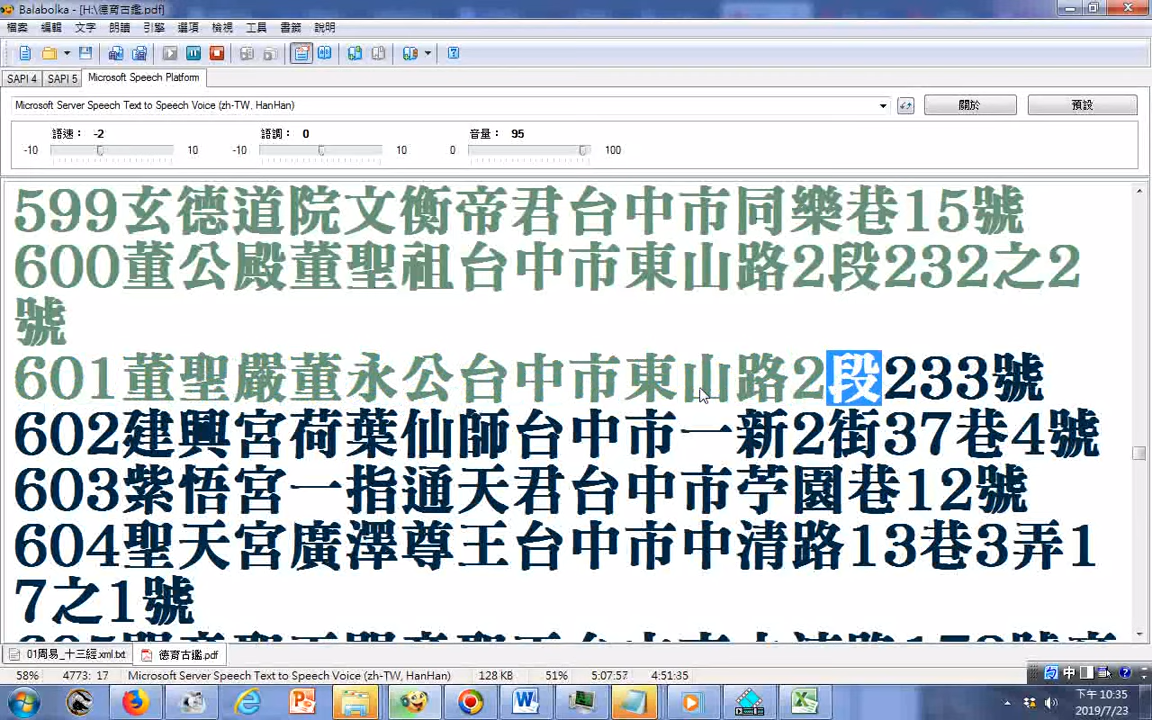 Balabolka - [H:\德育古鑑.pdf]
檔案 編輯 文字 朗讀 引擎 選項 檢視 工具 書籤 說明
SAPI 4 SAPI 5 Microsoft Speech Platform
Microsoft Server Speech Text to Speech Voice (zh-TW, HanHan) 關於 預設
語速： -2 語調： 0 音量： 95
-10 10 -10 10 0 100
599玄德道院文衡帝君台中市同樂巷15號
600董公殿董聖祖台中市東山路2段232之2
號
601董聖嚴董永公台中市東山路2段233號
602建興宮荷葉仙師台中市一新2街37巷4號
603紫悟宮一指通天君台中市苧園巷12號
604聖天宮廣澤尊王台中市中清路13巷3弄1
7之1號
01周易_十三經.xml.txt 德育古鑑.pdf
58% 4773: 17 Microsoft Server Speech Text to Speech Voice (zh-TW, HanHan) 128 KB 51% 5:07:57 4:51:35
中
下午 10:35
2019/7/23